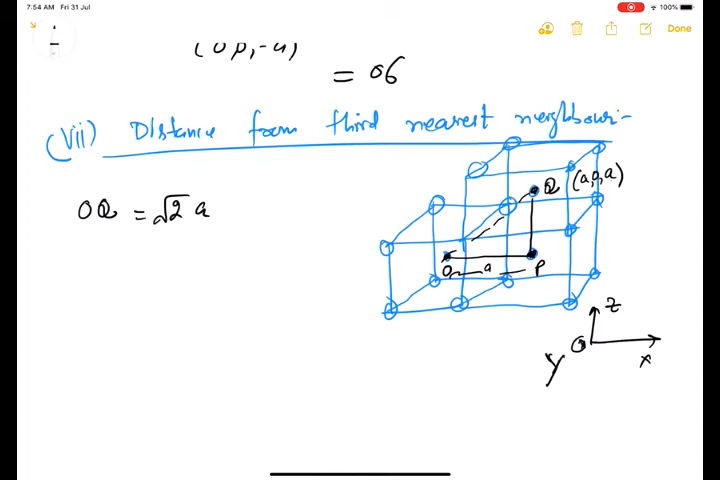 7:54 AM Fri 31 Jul
100%
Done
= 06
(vii) Distance from third nearest neighbour:-
OQ = √2 a
Q (a,0,a)
O a P
Z
O
X
Y